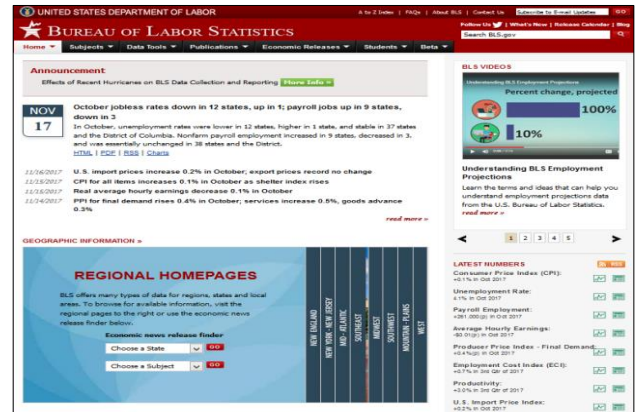 UNITED STATES DEPARTMENT OF LABOR
A to Z Index | FAQs | About BLS | Contact Us Subscribe to E-mail Updates GO
Follow Us | What's New | Release Calendar | Blog
BUREAU OF LABOR STATISTICS
Search BLS.gov
Home Subjects Data Tools Publications Economic Releases Students Beta
Announcement
Effects of Recent Hurricanes on BLS Data Collection and Reporting More Info »
NOV
17
October jobless rates down in 12 states, up in 1; payroll jobs up in 9 states,
down in 3
In October, unemployment rates were lower in 12 states, higher in 1 state, and stable in 37 states
and the District of Columbia. Nonfarm payroll employment increased in 9 states, decreased in 3,
and was essentially unchanged in 38 states and the District.
HTML | PDF | RSS | Charts
11/16/2017 U.S. import prices increase 0.2% in October; export prices record no change
11/15/2017 CPI for all items increases 0.1% in October as shelter index rises
11/15/2017 Real average hourly earnings decrease 0.1% in October
11/14/2017 PPI for final demand rises 0.4% in October; services increase 0.5%, goods advance
0.3%
read more »
GEOGRAPHIC INFORMATION »
REGIONAL HOMEPAGES
BLS offers many types of data for regions, states and local
areas. To browse for available information, visit the
regional pages to the right or use the economic news
release finder below.
Economic news release finder
Choose a State GO
Choose a Subject GO
NEW ENGLAND
NEW YORK - NEW JERSEY
MID - ATLANTIC
SOUTHEAST
MIDWEST
SOUTHWEST
MOUNTAIN - PLAINS
WEST
BLS VIDEOS
Understanding BLS Employment Projections
Percent change, projected
100%
10%
Understanding BLS Employment
Projections
Learn the terms and ideas that can help you
understand employment projections data
from the U.S. Bureau of Labor Statistics.
read more »
1 2 3 4 5
LATEST NUMBERS RSS
Consumer Price Index (CPI):
+0.1% in Oct 2017
Unemployment Rate:
4.1% in Oct 2017
Payroll Employment:
+261,000(p) in Oct 2017
Average Hourly Earnings:
-$0.01(p) in Oct 2017
Producer Price Index - Final Demand:
+0.4%(p) in Oct 2017
Employment Cost Index (ECI):
+0.7% in 3rd Qtr of 2017
Productivity:
+3.0% in 3rd Qtr of 2017
U.S. Import Price Index:
+0.2% in Oct 2017